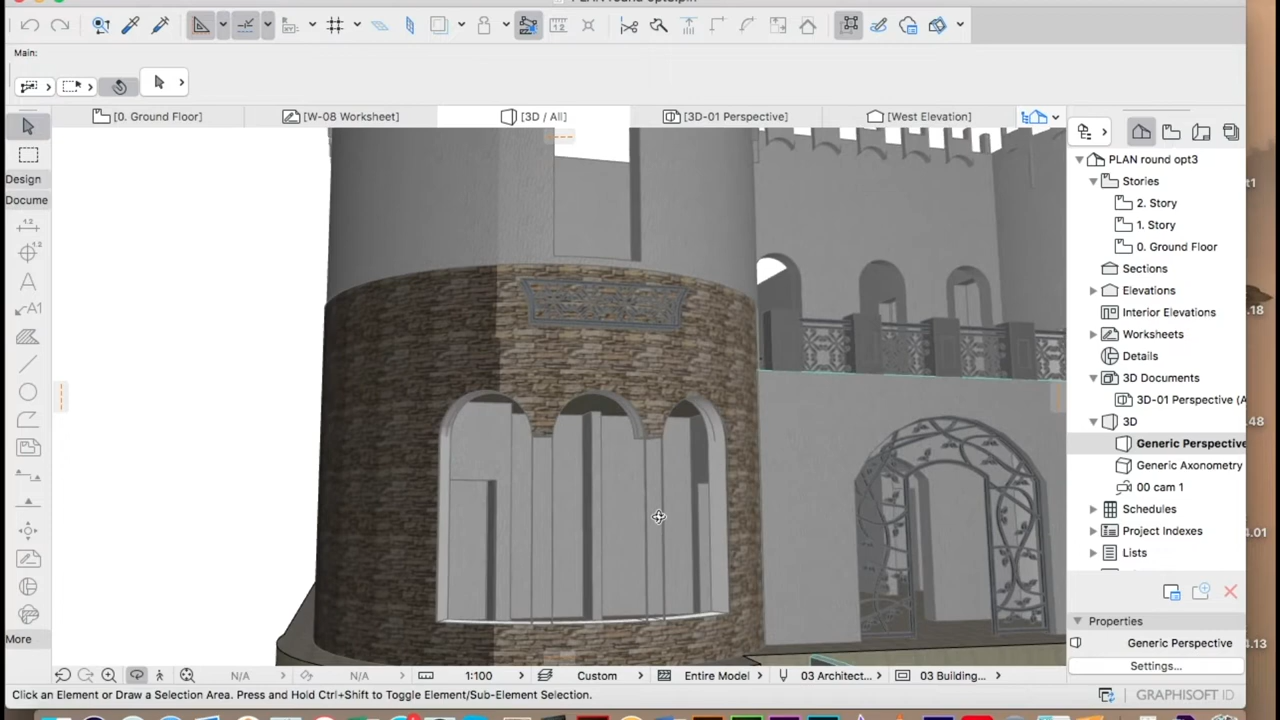 Main:
[0. Ground Floor]
[W-08 Worksheet]
[3D / All]
[3D-01 Perspective]
[West Elevation]
Design
Docume
More
PLAN round opt3
Stories
2. Story
1. Story
0. Ground Floor
Sections
Elevations
Interior Elevations
Worksheets
Details
3D Documents
3D-01 Perspective (A
3D
Generic Perspective
Generic Axonometry
00 cam 1
Schedules
Project Indexes
Lists
Properties
Generic Perspective
Settings...
N/A
N/A
1:100
Custom
Entire Model
03 Architect...
03 Building...
Click an Element or Draw a Selection Area. Press and Hold Ctrl+Shift to Toggle Element/Sub-Element Selection.
GRAPHISOFT ID